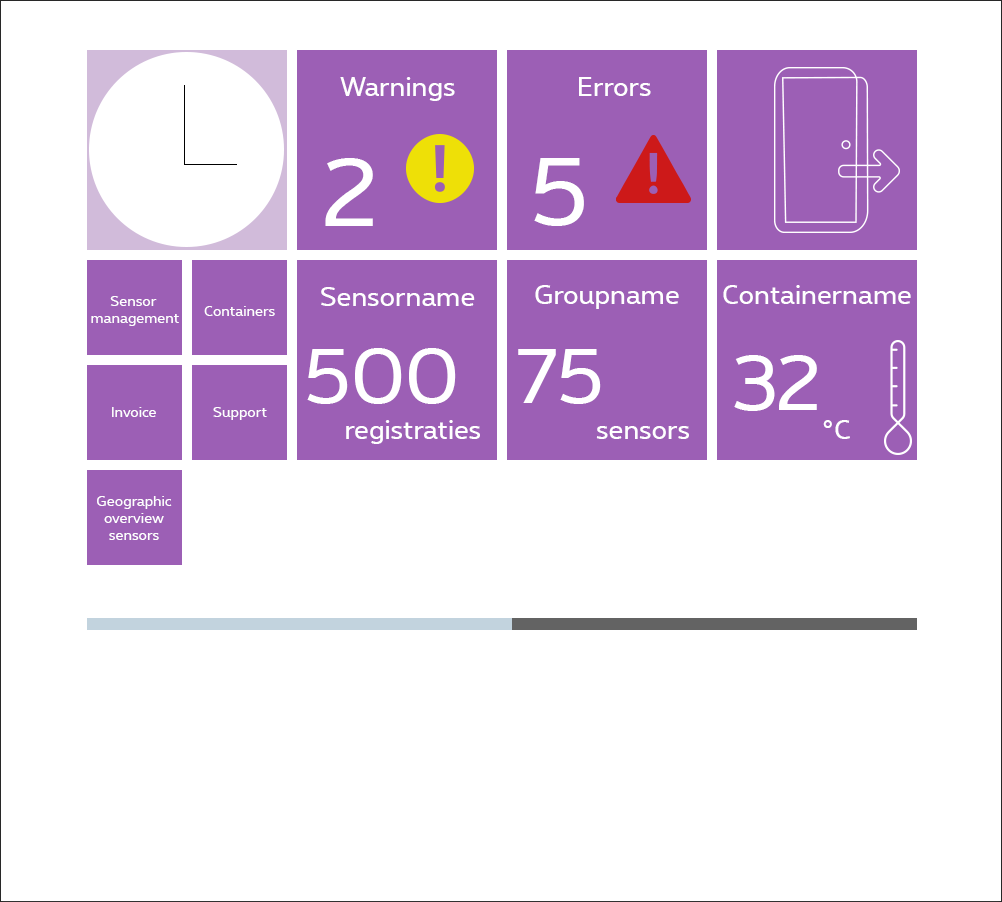 Warnings
2
Errors
5
Sensor
management
Containers
Invoice
Support
Sensorname
500
registraties
Groupname
75
sensors
Containername
32
°C
Geographic
overview
sensors